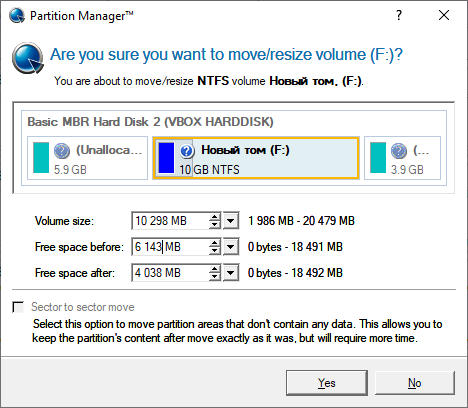 Partition Manager™
Are you sure you want to move/resize volume (F:)?
You are about to move/resize NTFS volume Новый том. (F:).
Basic MBR Hard Disk 2 (VBOX HARDDISK)
(Unalloca... Новый том (F:) (...
5.9 GB 10 GB NTFS 3.9 GB
Volume size: 10 298 MB 1 986 MB - 20 479 MB
Free space before: 6 143 MB 0 bytes - 18 491 MB
Free space after: 4 038 MB 0 bytes - 18 492 MB
Sector to sector move
Select this option to move partition areas that don't contain any data. This allows you to
keep the partition's content after move exactly as it was, but will require more time.
Yes No